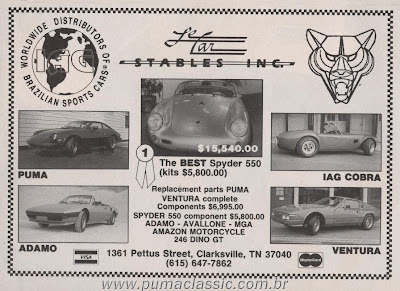 WORLDWIDE DISTRIBUTORS OF
BRAZILIAN SPORTS CARS
Le Car
STABLES INC.
$15,540.00
1
The BEST Spyder 550
(kits $5,800.00)
PUMA
IAG COBRA
Replacement parts PUMA
VENTURA complete
Components $6,995.00
SPYDER 550 component $5,800.00
ADAMO - AVALLONE - MGA
AMAZON MOTORCYCLE
246 DINO GT
ADAMO
VENTURA
VISA
1361 Pettus Street, Clarksville, TN 37040
(615) 647-7862
MasterCard
www.pumaclassic.com.br